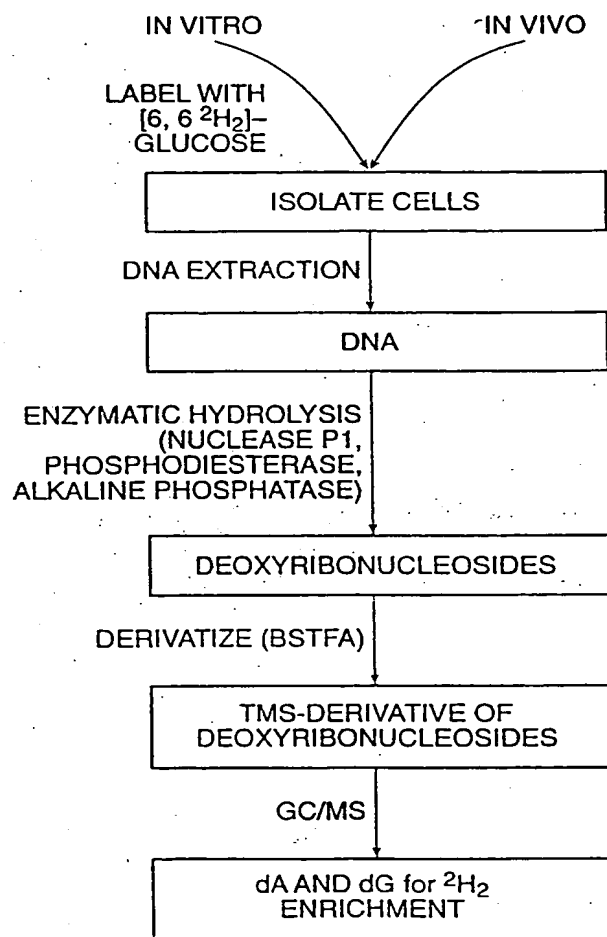 IN VITRO
IN VIVO
LABEL WITH
[6, 6 ²H₂]–
GLUCOSE
ISOLATE CELLS
DNA EXTRACTION
DNA
ENZYMATIC HYDROLYSIS
(NUCLEASE P1,
PHOSPHODIESTERASE,
ALKALINE PHOSPHATASE)
DEOXYRIBONUCLEOSIDES
DERIVATIZE (BSTFA)
TMS-DERIVATIVE OF
DEOXYRIBONUCLEOSIDES
GC/MS
dA AND dG for ²H₂
ENRICHMENT